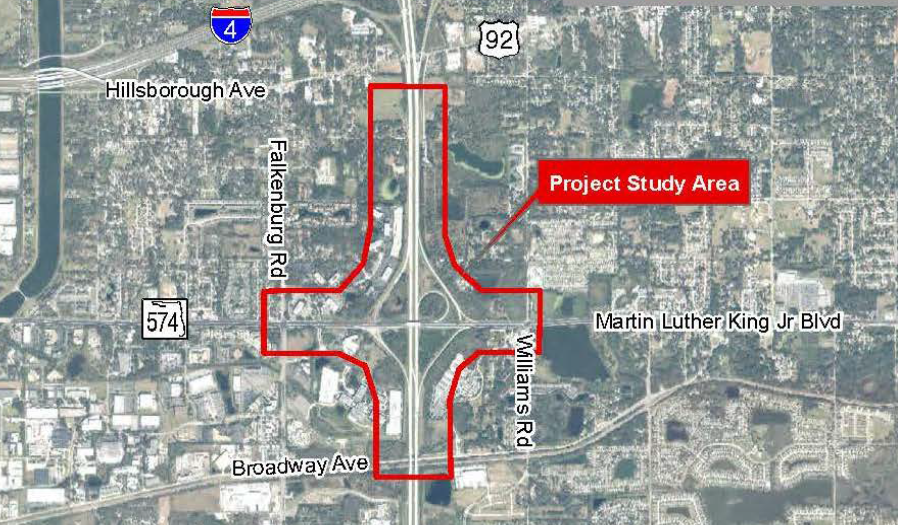 4
92
Hillsborough Ave
Falkenburg Rd
Project Study Area
574
Martin Luther King Jr Blvd
Williams Rd
Broadway Ave